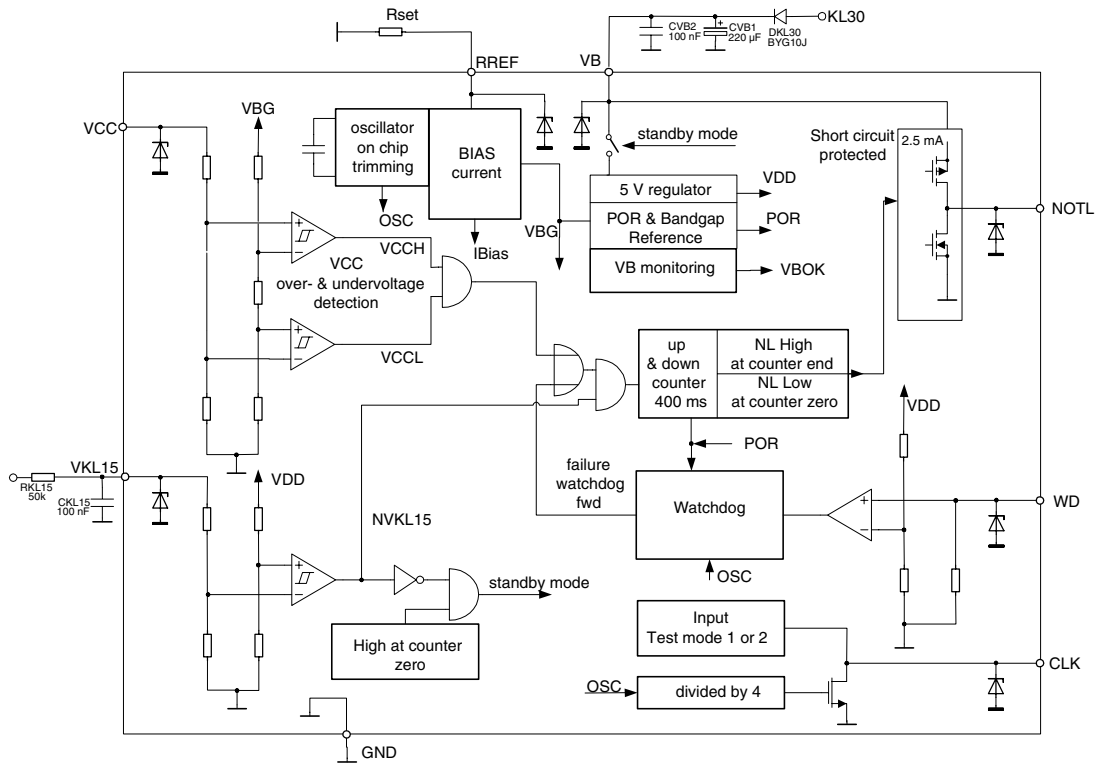 Rset
KL30
CVB2
100 nF
CVB1
220 µF
+
DKL30
BYG10J
RREF
VB
VCC
VBG
oscillator
on chip
trimming
BIAS
current
OSC
IBias
standby mode
Short circuit
protected
2.5 mA
5 V regulator
VDD
POR & Bandgap
Reference
POR
VBG
VB monitoring
VBOK
NOTL
+
−
VCCH
VCC
over- & undervoltage
detection
+
−
VCCL
up
& down
counter
400 ms
NL High
at counter end
NL Low
at counter zero
VDD
POR
VKL15
RKL15
50k
CKL15
100 nF
VDD
failure
watchdog
fwd
Watchdog
+
−
WD
NVKL15
OSC
+
−
standby mode
High at counter
zero
Input
Test mode 1 or 2
CLK
OSC
divided by 4
GND